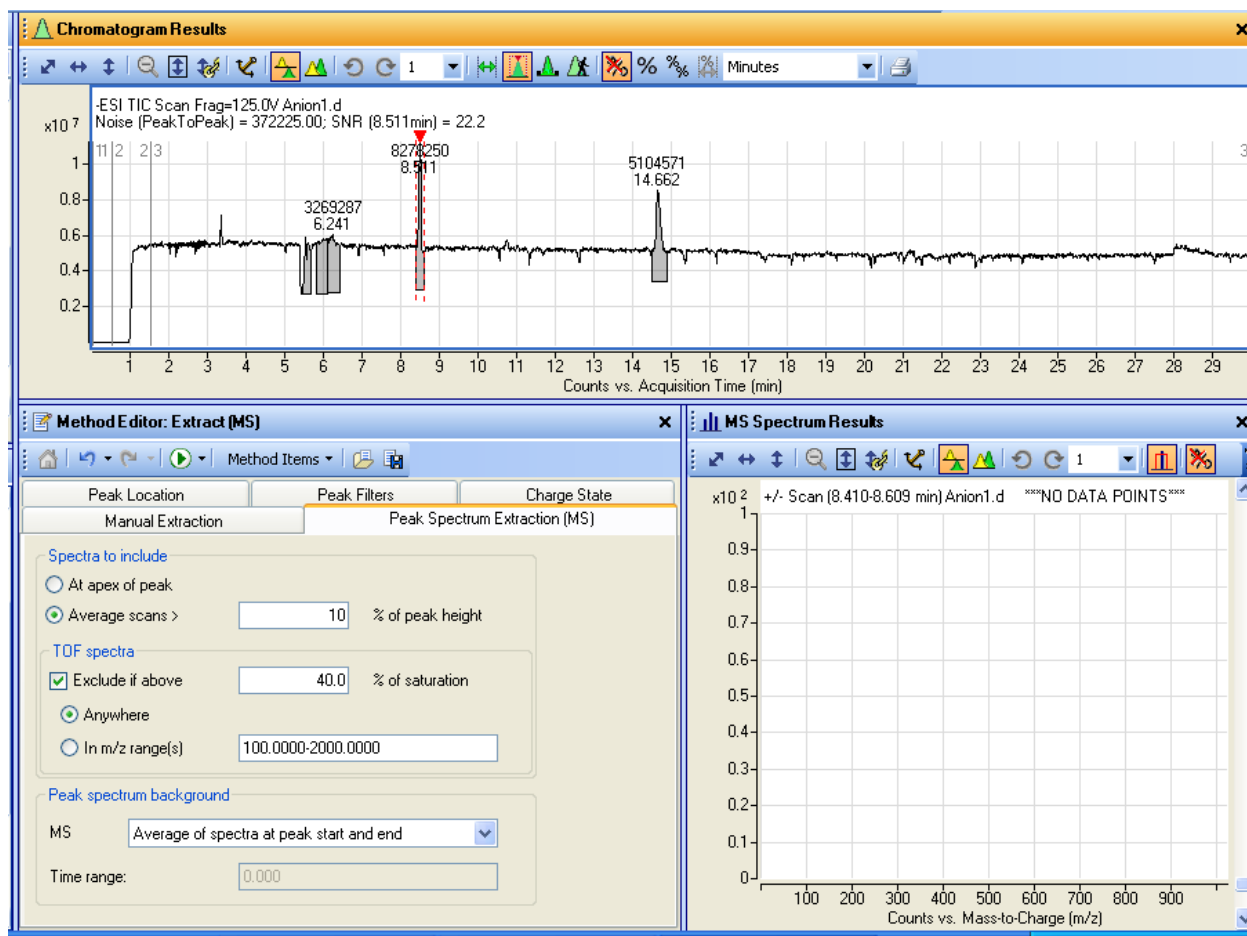 Chromatogram Results
1
Minutes
-ESI TIC Scan Frag=125.0V Anion1.d
Noise (PeakToPeak) = 372225.00; SNR (8.511min) = 22.2
x10 7
1 1 2 2 3 3
8278250
8.511
5104571
14.662
3269287
6.241
1
0.8
0.6
0.4
0.2
1 2 3 4 5 6 7 8 9 10 11 12 13 14 15 16 17 18 19 20 21 22 23 24 25 26 27 28 29
Counts vs. Acquisition Time (min)
Method Editor: Extract (MS)
Method Items
Peak Location Peak Filters Charge State
Manual Extraction Peak Spectrum Extraction (MS)
Spectra to include
At apex of peak
Average scans > 10 % of peak height
TOF spectra
Exclude if above 40.0 % of saturation
Anywhere
In m/z range(s) 100.0000-2000.0000
Peak spectrum background
MS Average of spectra at peak start and end
Time range: 0.000
MS Spectrum Results
1
x10 2 +/- Scan (8.410-8.609 min) Anion1.d ***NO DATA POINTS***
1
0.9
0.8
0.7
0.6
0.5
0.4
0.3
0.2
0.1
0
100 200 300 400 500 600 700 800 900
Counts vs. Mass-to-Charge (m/z)